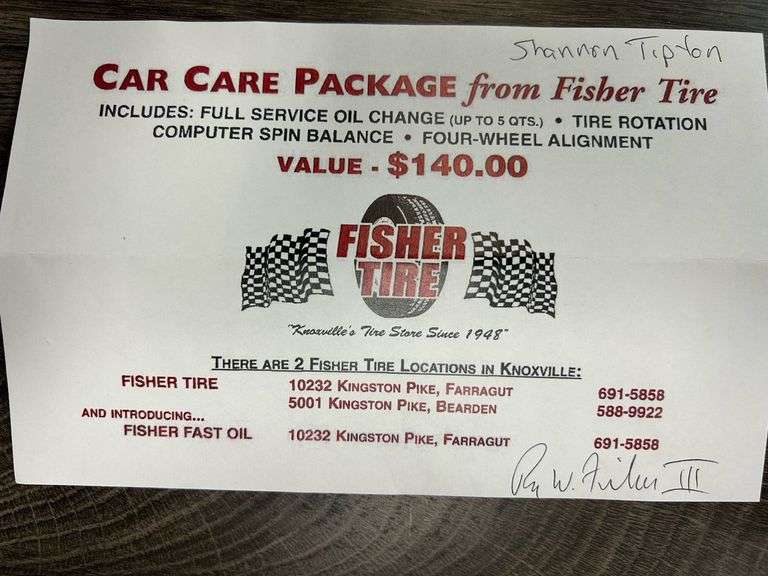 Shannon Tipton
CAR CARE PACKAGE from Fisher Tire
INCLUDES: FULL SERVICE OIL CHANGE (UP TO 5 QTS.) • TIRE ROTATION
COMPUTER SPIN BALANCE • FOUR-WHEEL ALIGNMENT
VALUE - $140.00
FISHER
TIRE
"Knoxville's Tire Store Since 1948"
THERE ARE 2 FISHER TIRE LOCATIONS IN KNOXVILLE:
FISHER TIRE 10232 KINGSTON PIKE, FARRAGUT 691-5858
5001 KINGSTON PIKE, BEARDEN 588-9922
AND INTRODUCING...
FISHER FAST OIL 10232 KINGSTON PIKE, FARRAGUT 691-5858
W. Fisher III